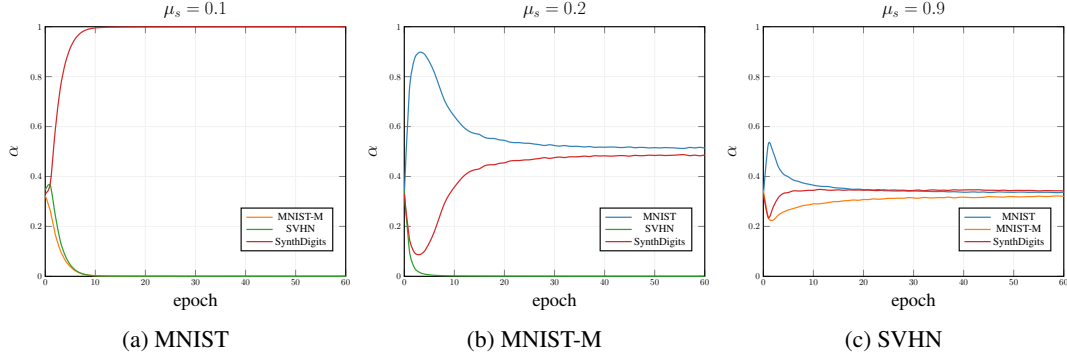 μ_s = 0.1
1
0.8
0.6
0.4
0.2
0
α
0 10 20 30 40 50 60
epoch
MNIST-M
SVHN
SynthDigits
(a) MNIST
μ_s = 0.2
1
0.8
0.6
0.4
0.2
0
α
0 10 20 30 40 50 60
epoch
MNIST
SVHN
SynthDigits
(b) MNIST-M
μ_s = 0.9
1
0.8
0.6
0.4
0.2
0
α
0 10 20 30 40 50 60
epoch
MNIST
MNIST-M
SynthDigits
(c) SVHN